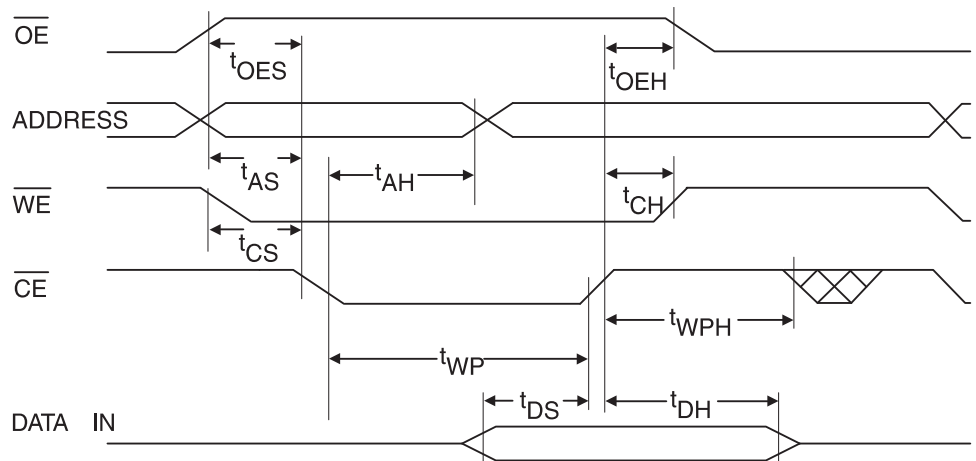 OE
tOES
tOEH
ADDRESS
tAS
tAH
WE
tCH
tCS
CE
tWPH
tWP
tDS
tDH
DATA IN